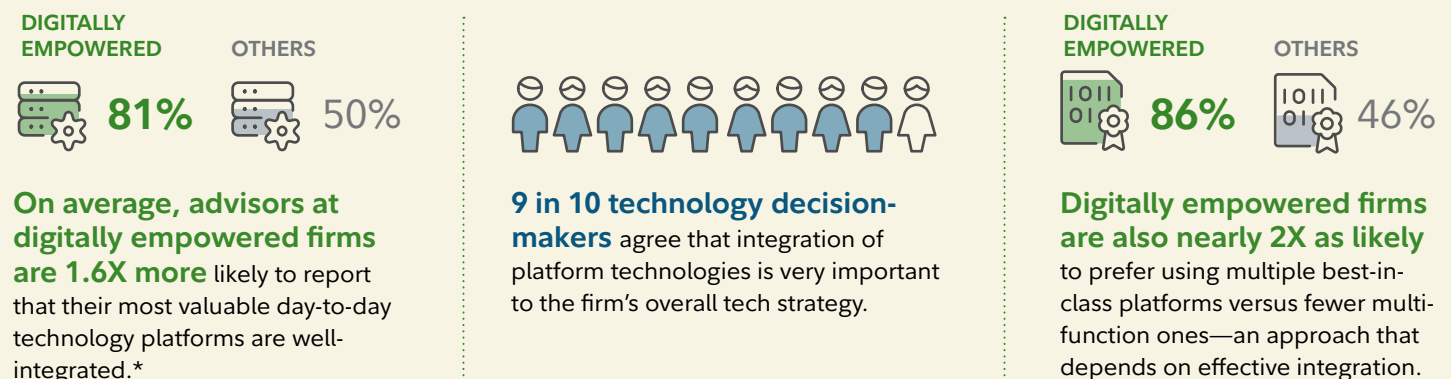 DIGITALLY
EMPOWERED
OTHERS
81%
50%
On average, advisors at
digitally empowered firms
are 1.6X more likely to report
that their most valuable day-to-day
technology platforms are well-
integrated.*
9 in 10 technology decision-
makers agree that integration of
platform technologies is very important
to the firm's overall tech strategy.
DIGITALLY
EMPOWERED
OTHERS
1011
01
86%
1011
01
46%
Digitally empowered firms
are also nearly 2X as likely
to prefer using multiple best-in-
class platforms versus fewer multi-
function ones—an approach that
depends on effective integration.